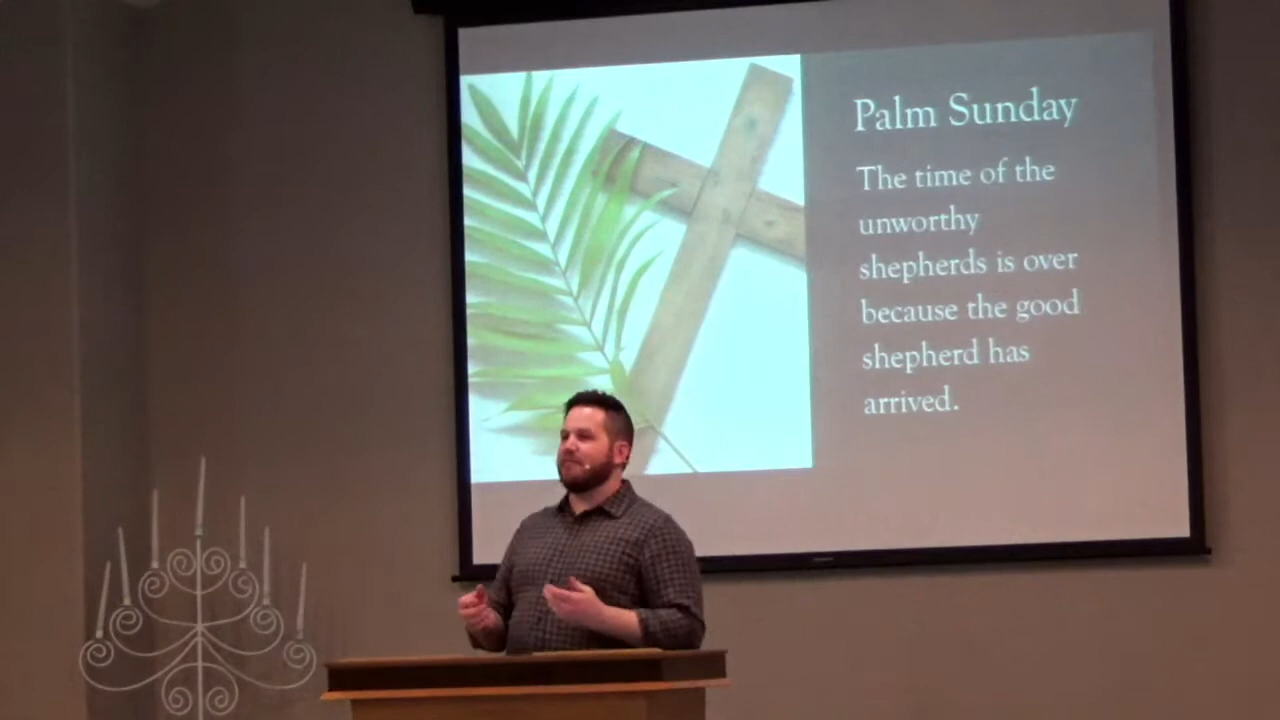 Palm Sunday
The time of the
unworthy
shepherds is over
because the good
shepherd has
arrived.